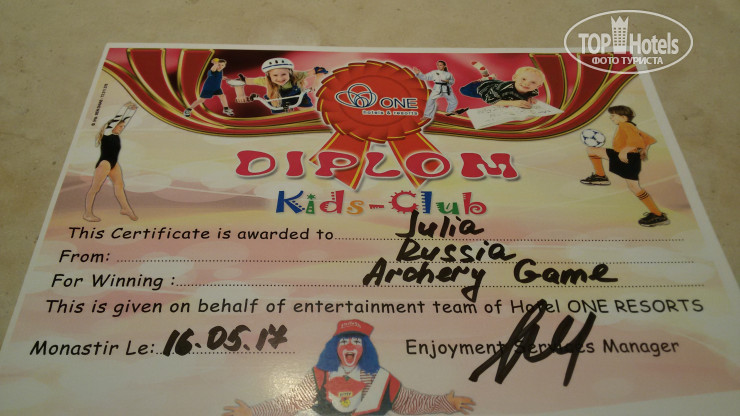 TOP Hotels
ФОТО ТУРИСТА
ONE
hotels & resorts
DIPLOM
Kids-Club
This Certificate is awarded to Julia
From: Russia
For Winning : Archery Game
This is given on behalf of entertainment team of Hotel ONE RESORTS
Monastir Le: 16.05.17
Enjoyment Services Manager